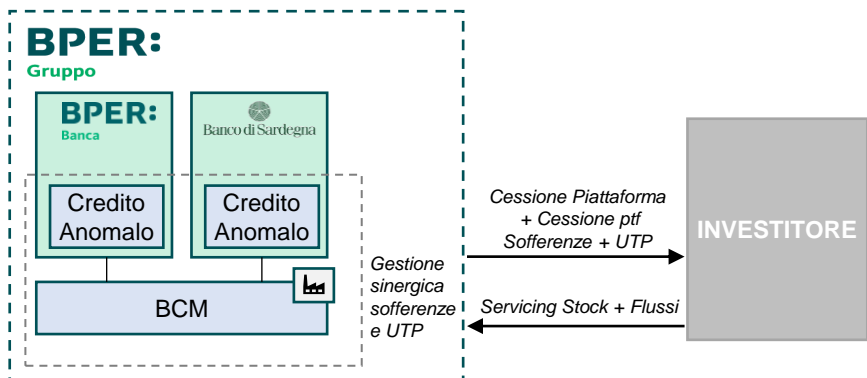 BPER:
Gruppo
BPER:
Banca
Banco di Sardegna
Credito
Anomalo
Credito
Anomalo
BCM
Gestione
sinergica
sofferenze
e UTP
Cessione Piattaforma
+ Cessione ptf
Sofferenze + UTP
Servicing Stock + Flussi
INVESTITORE